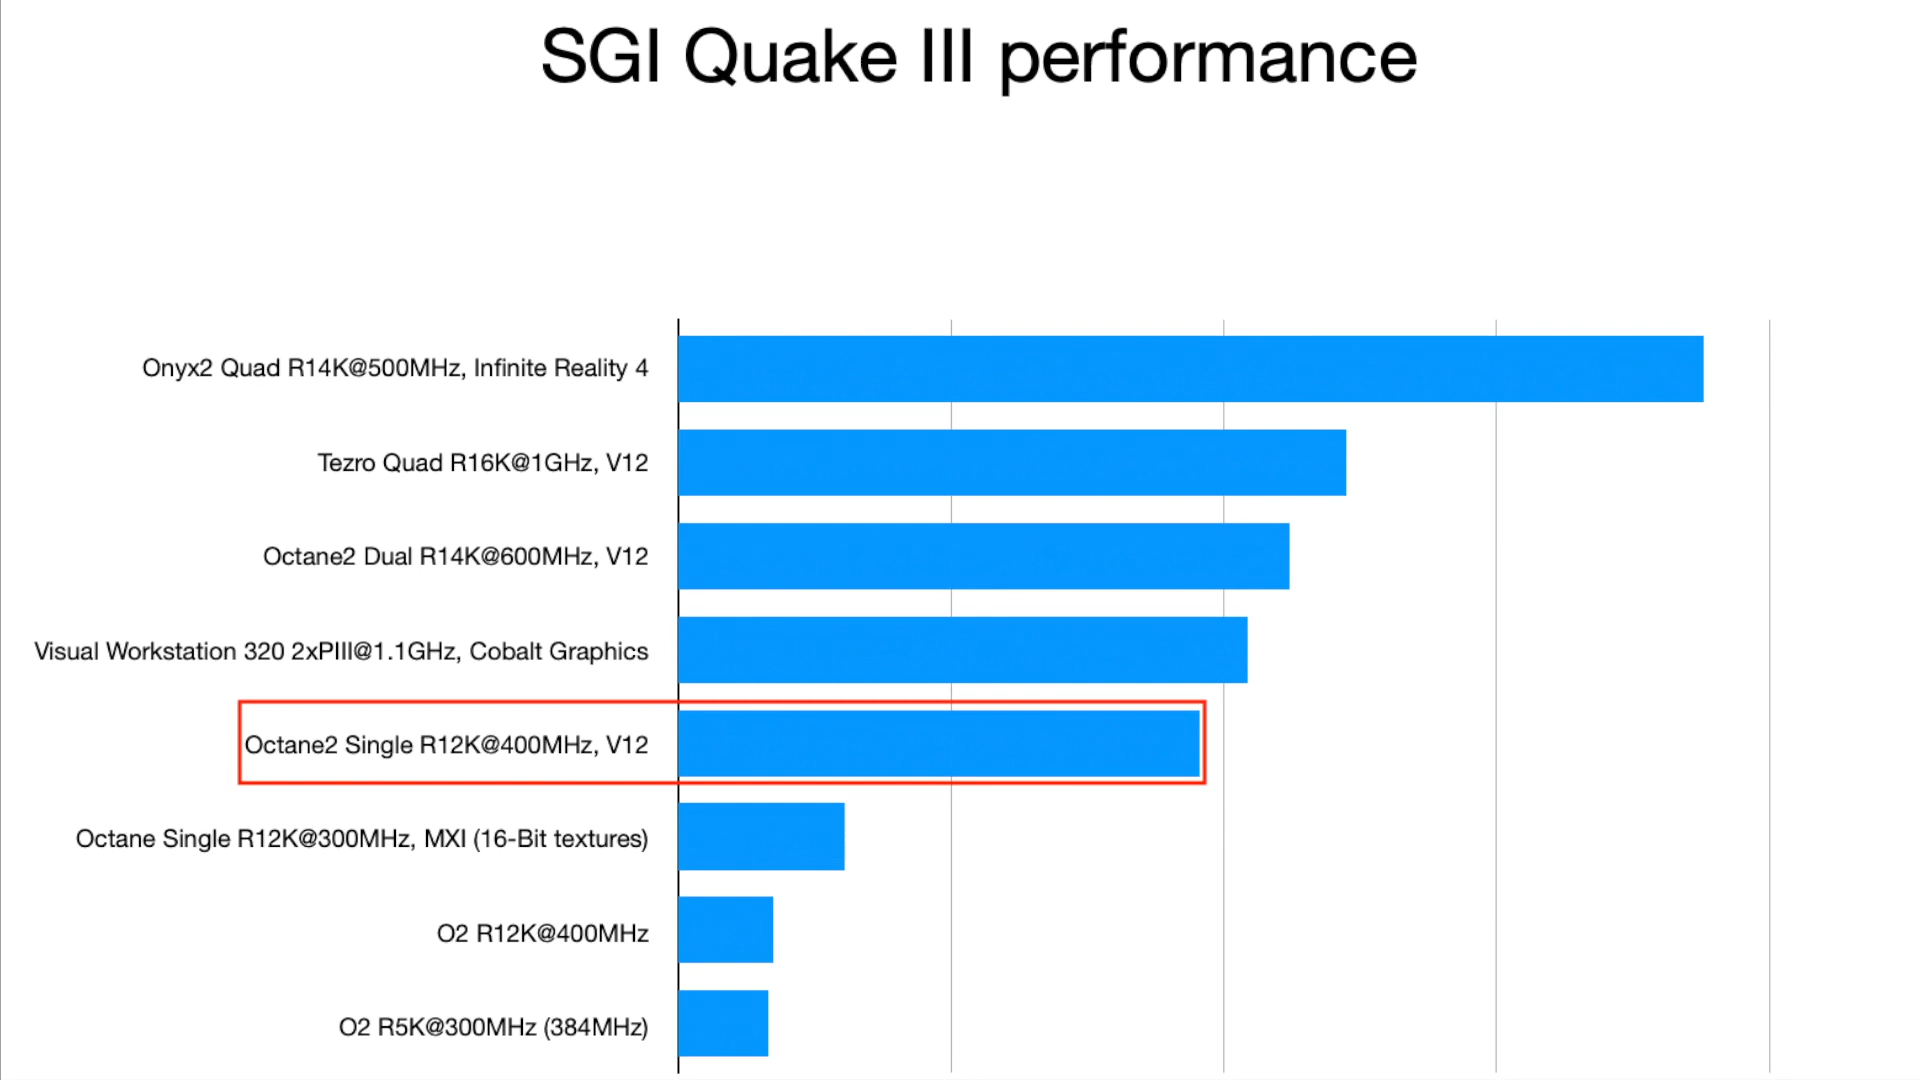 SGI Quake III performance
Onyx2 Quad R14K@500MHz, Infinite Reality 4
Tezro Quad R16K@1GHz, V12
Octane2 Dual R14K@600MHz, V12
Visual Workstation 320 2xPIII@1.1GHz, Cobalt Graphics
Octane2 Single R12K@400MHz, V12
Octane Single R12K@300MHz, MXI (16-Bit textures)
O2 R12K@400MHz
O2 R5K@300MHz (384MHz)